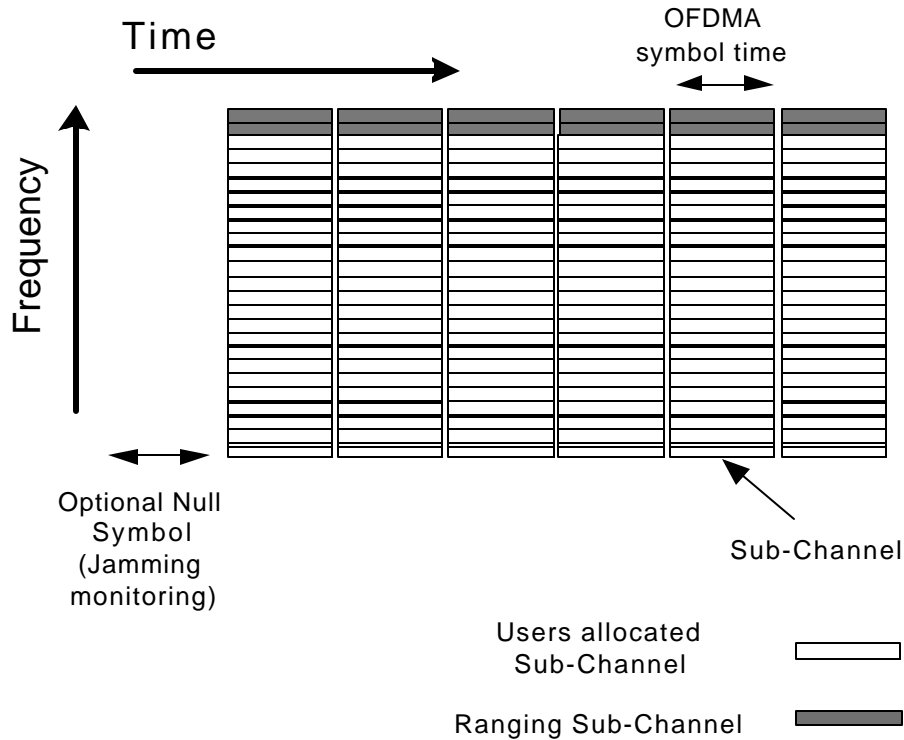 Time
OFDMA
symbol time
Frequency
Optional Null
Symbol
(Jamming
monitoring)
Sub-Channel
Users allocated
Sub-Channel
Ranging Sub-Channel